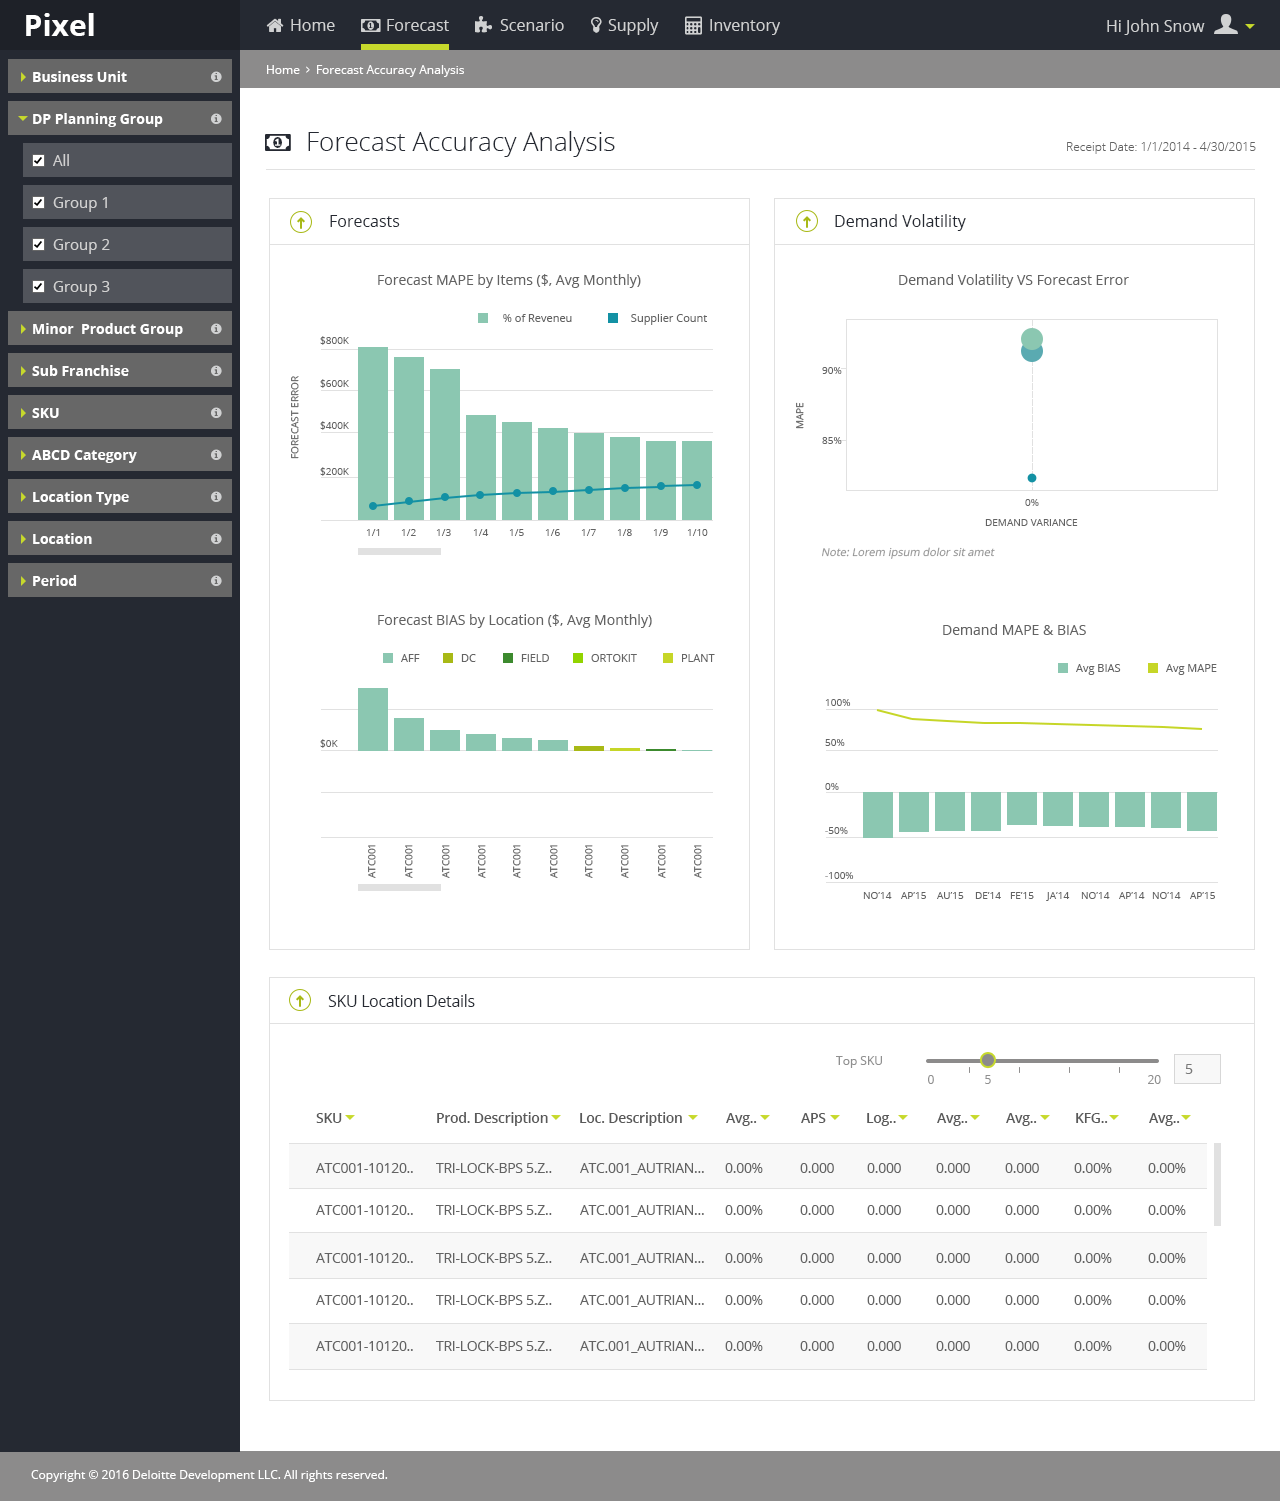 Pixel
Home Forecast Scenario Supply Inventory Hi John Snow
Home › Forecast Accuracy Analysis
Business Unit
DP Planning Group
All
Group 1
Group 2
Group 3
Minor Product Group
Sub Franchise
SKU
ABCD Category
Location Type
Location
Period
Forecast Accuracy Analysis
Receipt Date: 1/1/2014 - 4/30/2015
Forecasts
Forecast MAPE by Items ($, Avg Monthly)
% of Reveneu Supplier Count
$800K
$600K
$400K
$200K
FORECAST ERROR
1/1 1/2 1/3 1/4 1/5 1/6 1/7 1/8 1/9 1/10
Forecast BIAS by Location ($, Avg Monthly)
AFF DC FIELD ORTOKIT PLANT
$0K
ATC001 ATC001 ATC001 ATC001 ATC001 ATC001 ATC001 ATC001 ATC001 ATC001
Demand Volatility
Demand Volatility VS Forecast Error
90%
85%
MAPE
0%
DEMAND VARIANCE
Note: Lorem ipsum dolor sit amet
Demand MAPE & BIAS
Avg BIAS Avg MAPE
100%
50%
0%
-50%
-100%
NO'14 AP'15 AU'15 DE'14 FE'15 JA'14 NO'14 AP'14 NO'14 AP'15
SKU Location Details
Top SKU
0 5 20
5
SKU Prod. Description Loc. Description Avg.. APS Log.. Avg.. Avg.. KFG.. Avg..
ATC001-10120.. TRI-LOCK-BPS 5.Z.. ATC.001_AUTRIAN... 0.00% 0.000 0.000 0.000 0.000 0.00% 0.00%
ATC001-10120.. TRI-LOCK-BPS 5.Z.. ATC.001_AUTRIAN... 0.00% 0.000 0.000 0.000 0.000 0.00% 0.00%
ATC001-10120.. TRI-LOCK-BPS 5.Z.. ATC.001_AUTRIAN... 0.00% 0.000 0.000 0.000 0.000 0.00% 0.00%
ATC001-10120.. TRI-LOCK-BPS 5.Z.. ATC.001_AUTRIAN... 0.00% 0.000 0.000 0.000 0.000 0.00% 0.00%
ATC001-10120.. TRI-LOCK-BPS 5.Z.. ATC.001_AUTRIAN... 0.00% 0.000 0.000 0.000 0.000 0.00% 0.00%
Copyright © 2016 Deloitte Development LLC. All rights reserved.